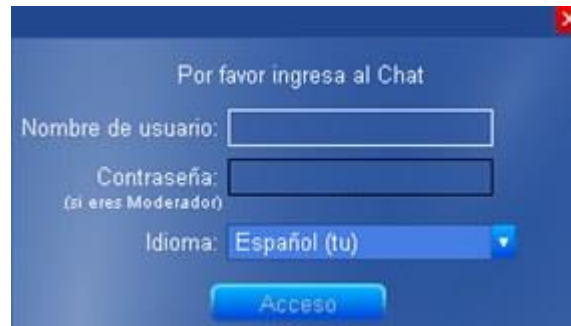 Por favor ingresa al Chat
Nombre de usuario:
Contraseña:
(si eres Moderador)
Idioma: Español (tu)
Acceso